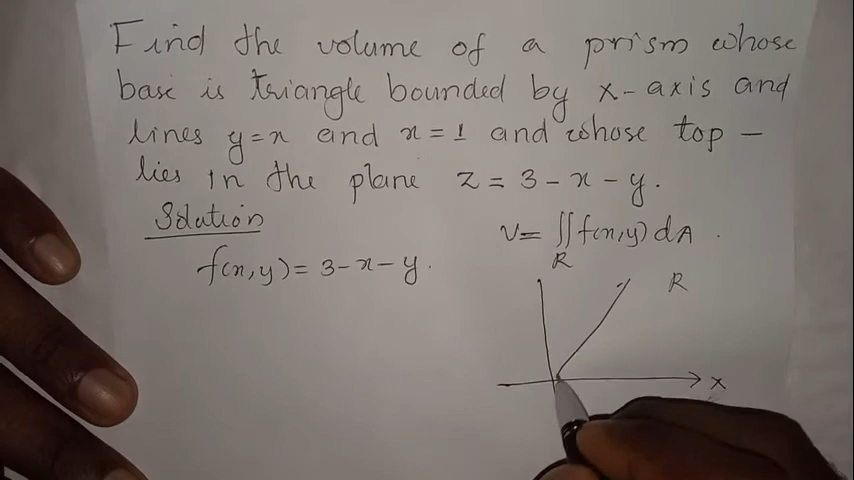 Find the volume of a prism whose
base is triangle bounded by x-axis and
lines y=x and x=1 and whose top -
lies in the plane z = 3-x-y.
Solution
V= ∬ f(x,y) dA .
R
f(x,y) = 3-x-y.
R
x